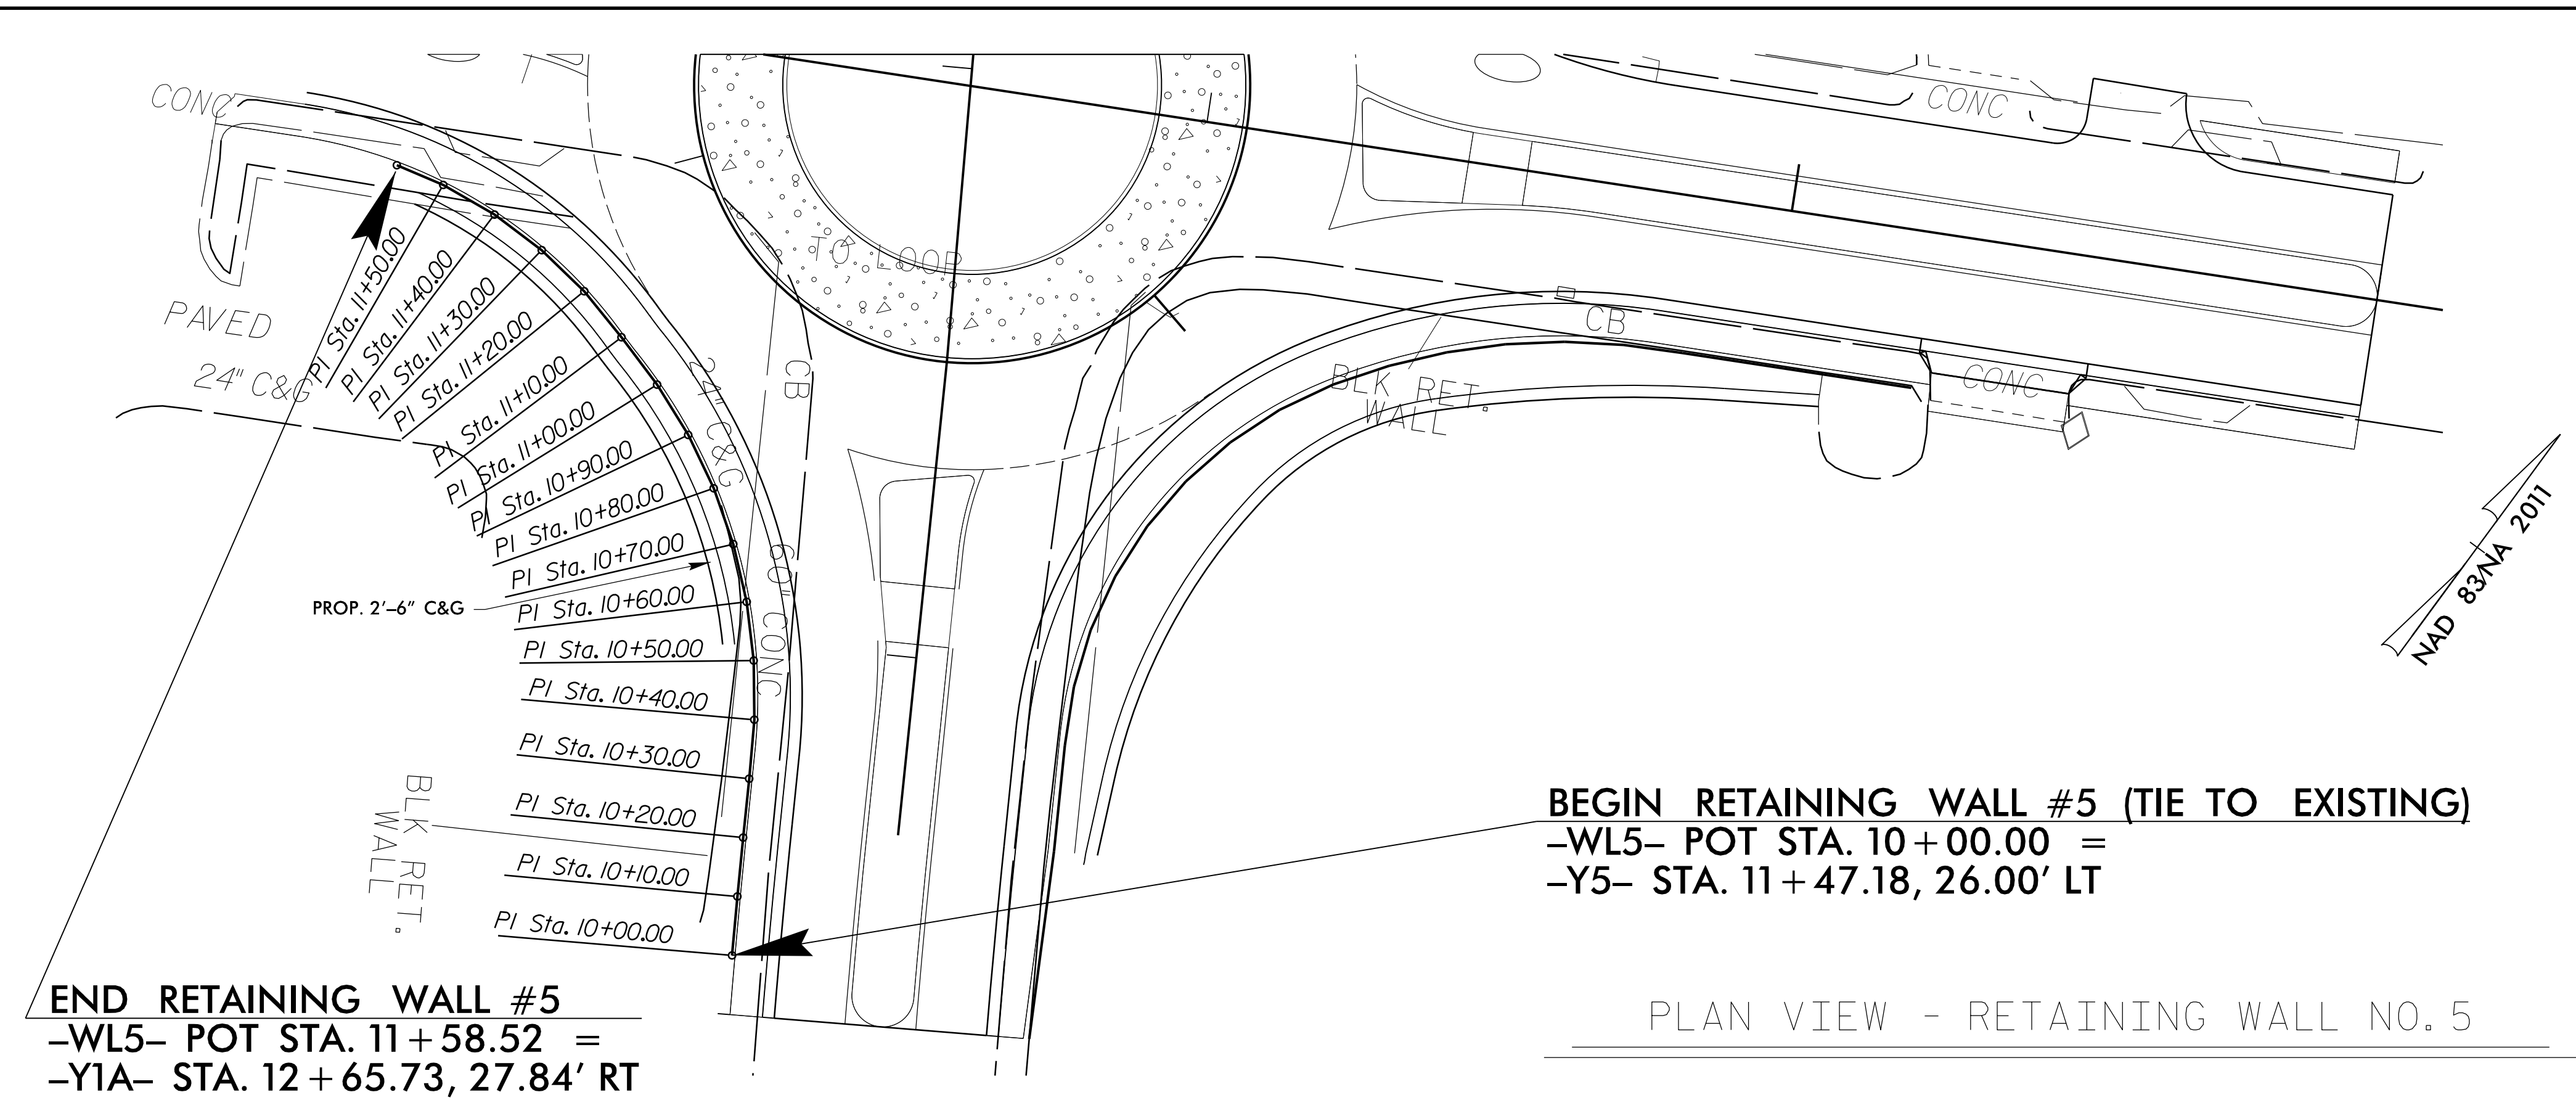 CONC
CONC
TO LOOP
PAVED
24" C&G
CB
CB
24" C&G
60" CONC
BLK RET.
WALL
CONC
PI Sta. 11+50.00
PI Sta. 11+40.00
PI Sta. 11+30.00
PI Sta. 11+20.00
PI Sta. 11+10.00
PI Sta. 11+00.00
PI Sta. 10+90.00
PI Sta. 10+80.00
PI Sta. 10+70.00
PROP. 2'–6" C&G
PI Sta. 10+60.00
PI Sta. 10+50.00
PI Sta. 10+40.00
PI Sta. 10+30.00
PI Sta. 10+20.00
PI Sta. 10+10.00
PI Sta. 10+00.00
BLK RET.
WALL
NAD 83/NA 2011
BEGIN RETAINING WALL #5 (TIE TO EXISTING)
–WL5– POT STA. 10+00.00 =
–Y5– STA. 11+47.18, 26.00' LT
END RETAINING WALL #5
–WL5– POT STA. 11+58.52 =
–Y1A– STA. 12+65.73, 27.84' RT
PLAN VIEW - RETAINING WALL NO. 5